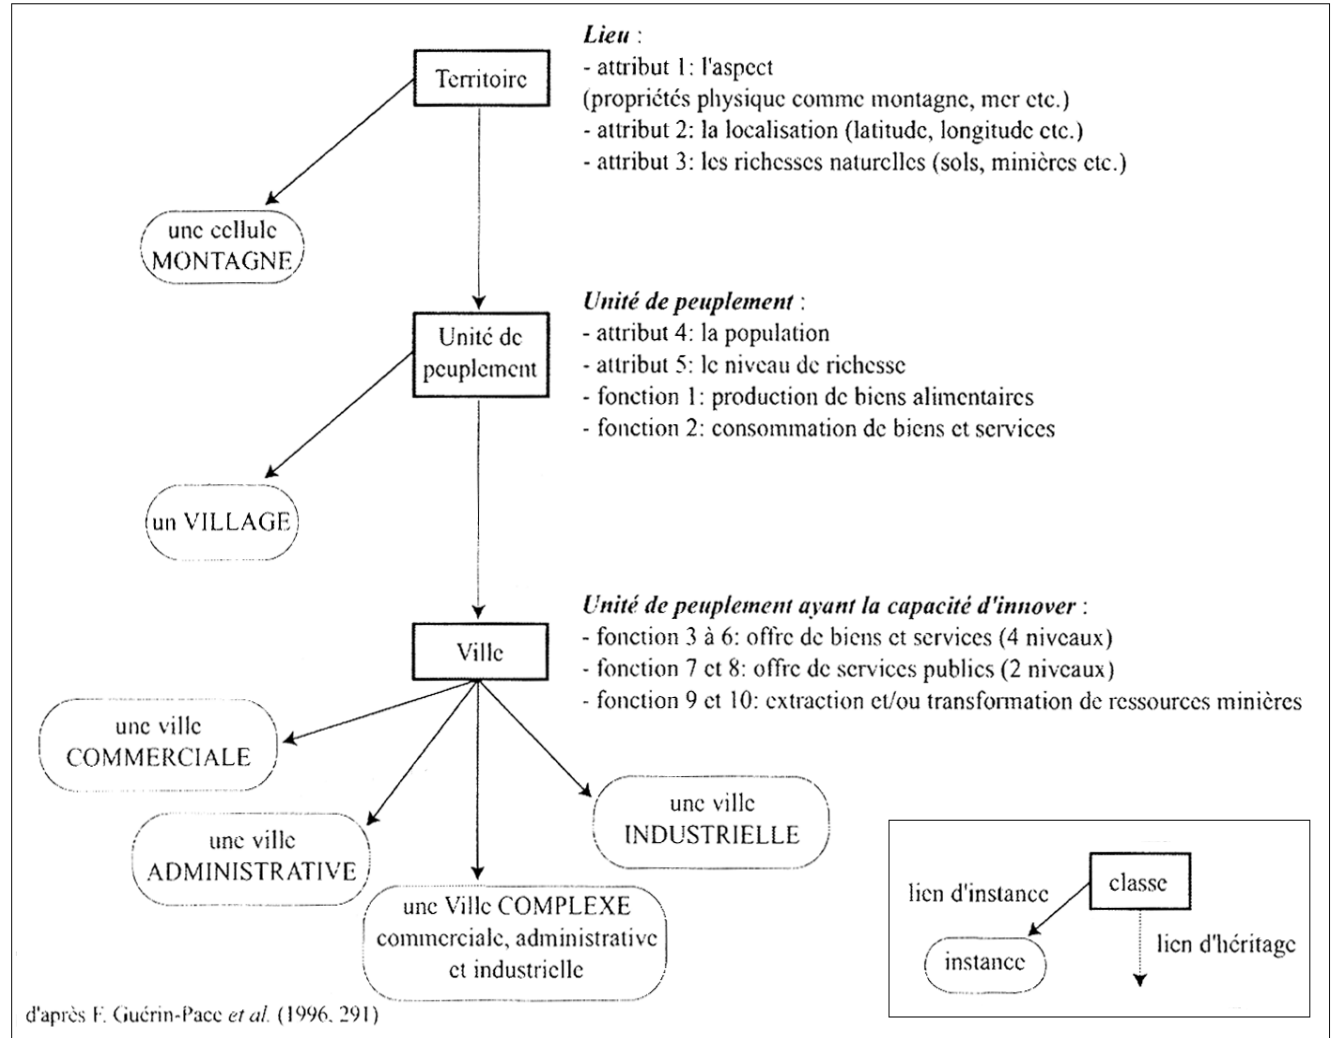 Lieu :
Territoire
- attribut 1: l'aspect
(propriétés physique comme montagne, mer etc.)
- attribut 2: la localisation (latitude, longitude etc.)
- attribut 3: les richesses naturelles (sols, minières etc.)
une cellule
MONTAGNE
Unité de peuplement :
Unité de
peuplement
- attribut 4: la population
- attribut 5: le niveau de richesse
- fonction 1: production de biens alimentaires
- fonction 2: consommation de biens et services
un VILLAGE
Unité de peuplement ayant la capacité d'innover :
Ville
- fonction 3 à 6: offre de biens et services (4 niveaux)
- fonction 7 et 8: offre de services publics (2 niveaux)
- fonction 9 et 10: extraction et/ou transformation de ressources minières
une ville
COMMERCIALE
une ville
ADMINISTRATIVE
une Ville COMPLEXE
commerciale, administrative
et industrielle
une ville
INDUSTRIELLE
classe
lien d'instance
instance
lien d'héritage
d'après F. Guérin-Pace et al. (1996, 291)